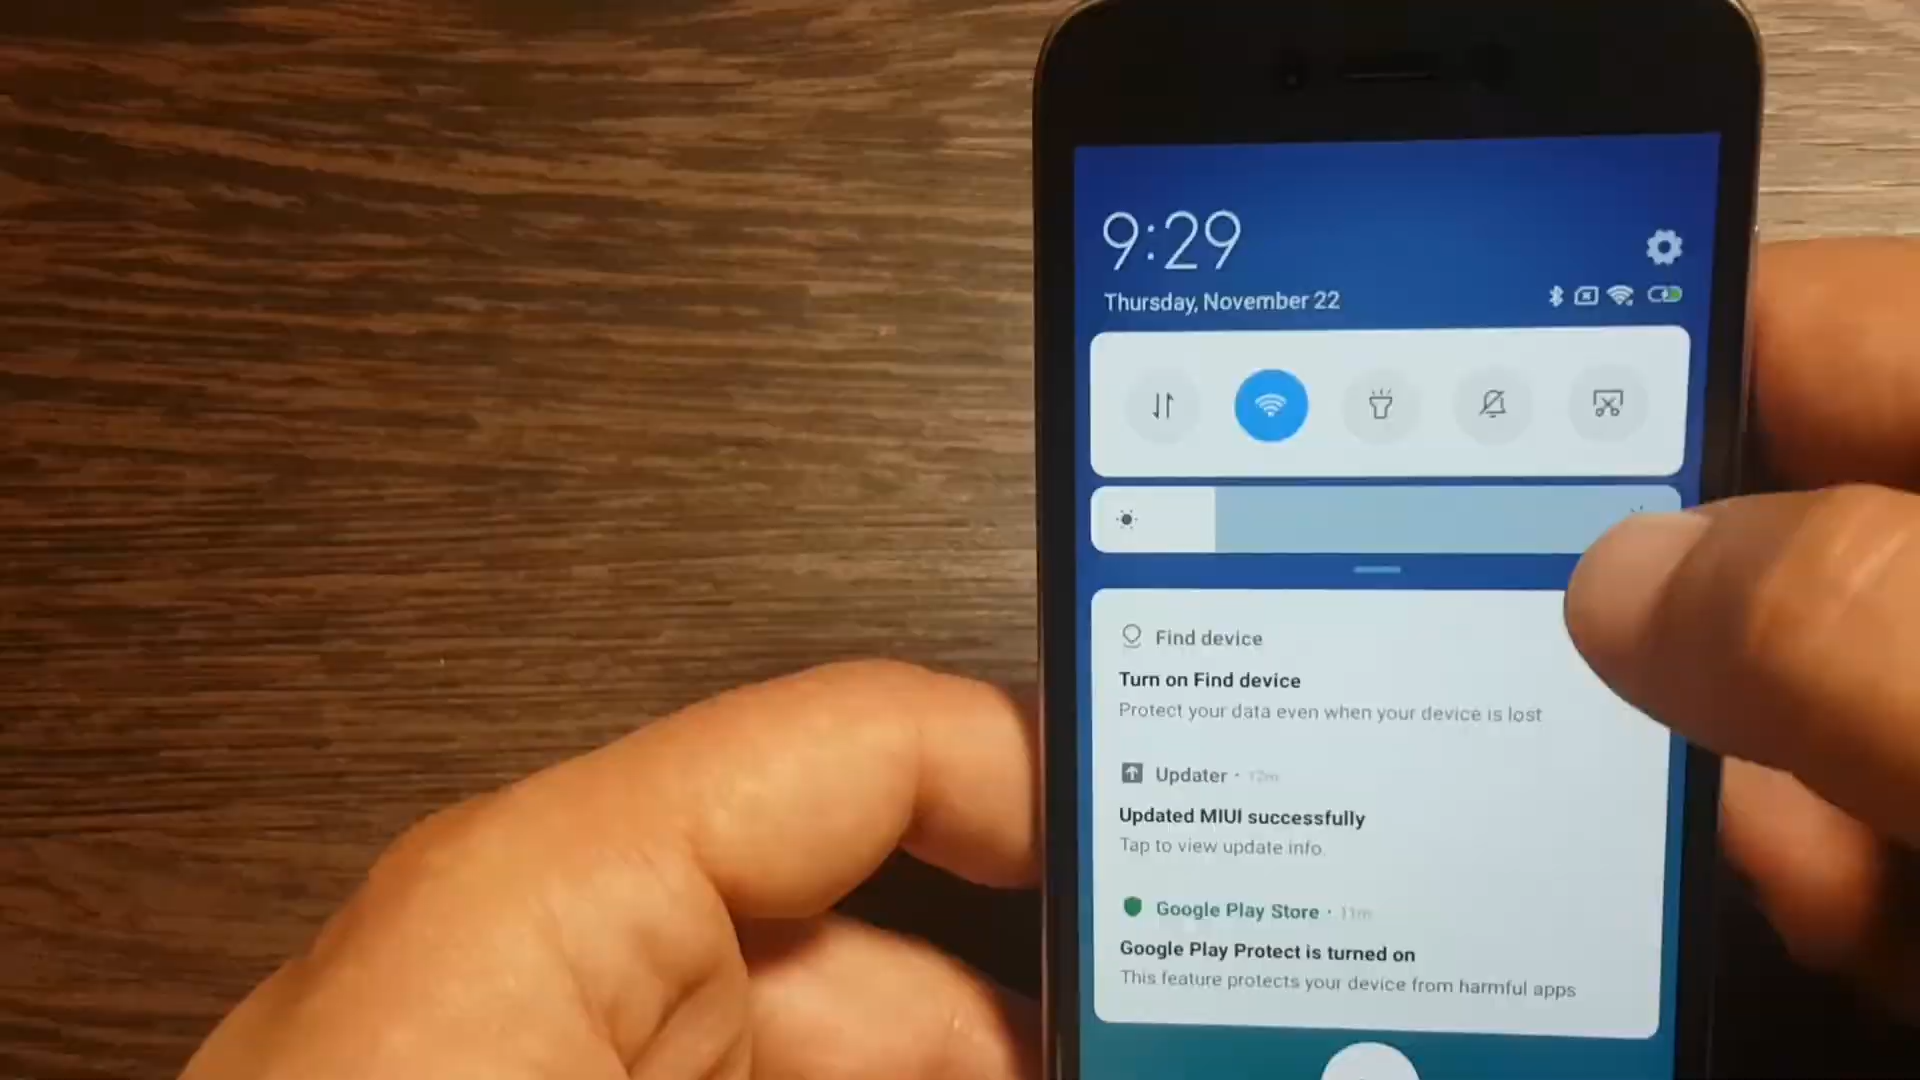 9:29
Thursday, November 22
Find device
Turn on Find device
Protect your data even when your device is lost
Updater · 12m
Updated MIUI successfully
Tap to view update info.
Google Play Store · 11m
Google Play Protect is turned on
This feature protects your device from harmful apps